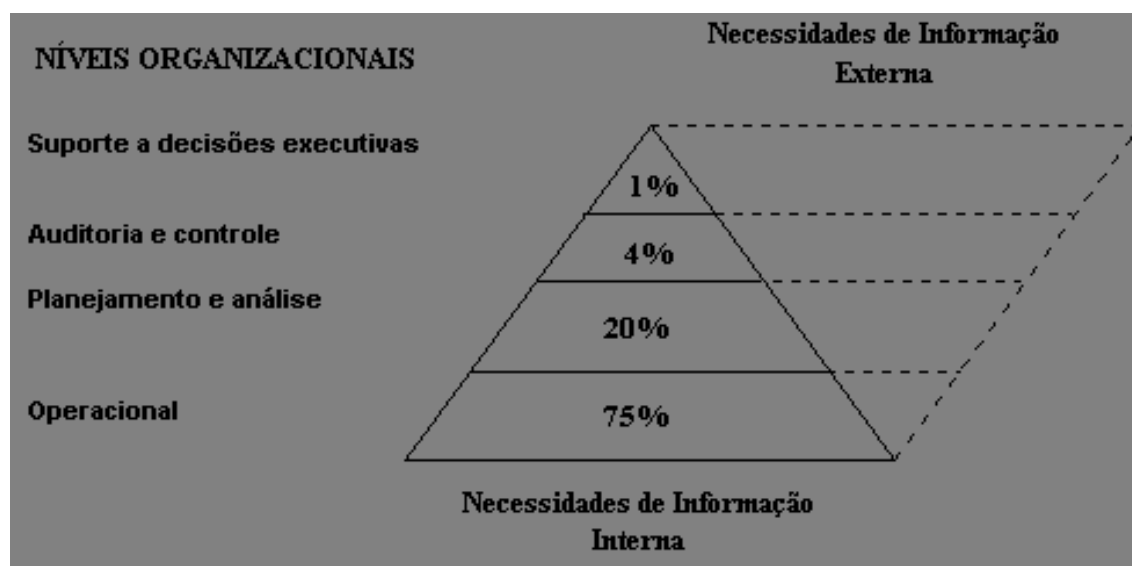 NÍVEIS ORGANIZACIONAIS
Necessidades de Informação
Externa
Suporte a decisões executivas
1%
Auditoria e controle
4%
Planejamento e análise
20%
Operacional
75%
Necessidades de Informação
Interna